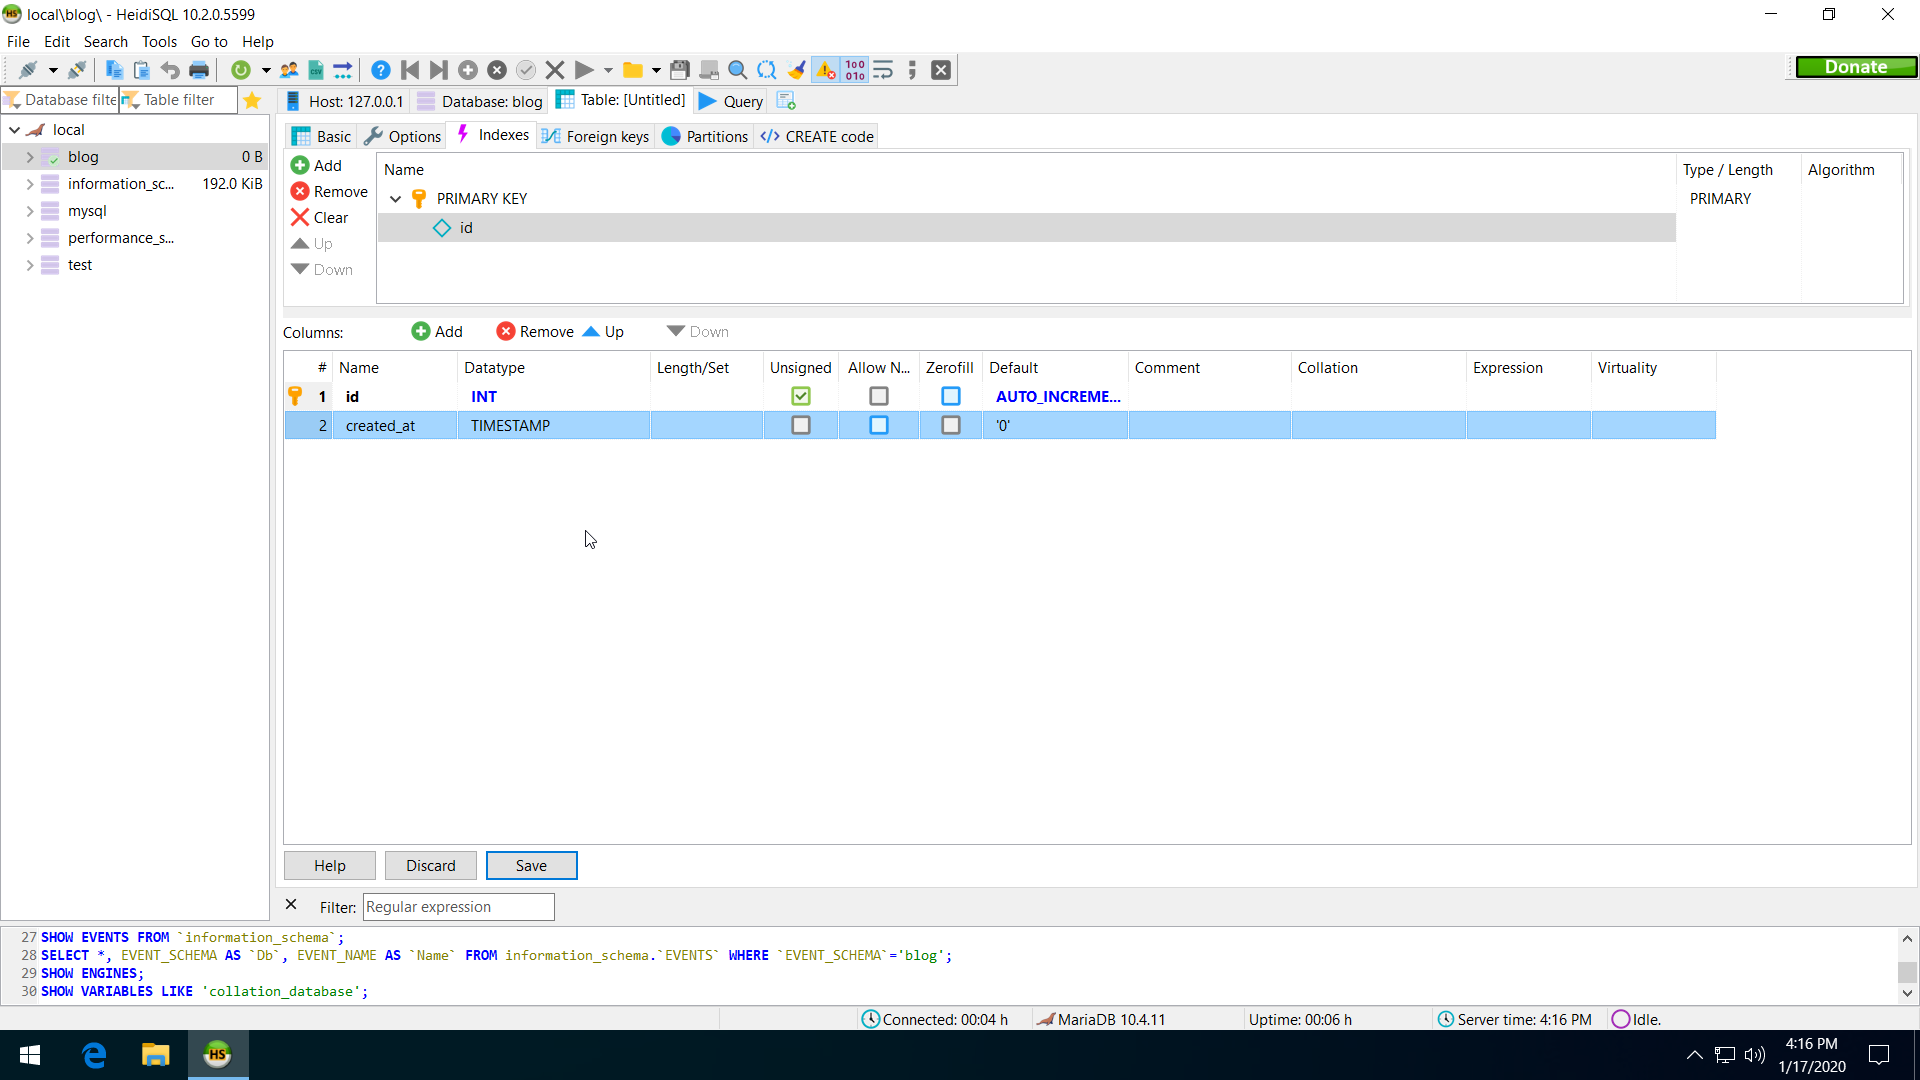 local\blog\ - HeidiSQL 10.2.0.5599
File Edit Search Tools Go to Help
Donate
Database filte Table filter
Host: 127.0.0.1 Database: blog Table: [Untitled] Query
local
blog 0 B
information_sc... 192.0 KiB
mysql
performance_s...
test
Basic Options Indexes Foreign keys Partitions CREATE code
Add
Remove
Clear
Up
Down
Name Type / Length Algorithm
PRIMARY KEY PRIMARY
id
Columns: Add Remove Up Down
# Name Datatype Length/Set Unsigned Allow N... Zerofill Default Comment Collation Expression Virtuality
1 id INT AUTO_INCREME...
2 created_at TIMESTAMP '0'
Help Discard Save
Filter: Regular expression
27 SHOW EVENTS FROM `information_schema`;
28 SELECT *, EVENT_SCHEMA AS `Db`, EVENT_NAME AS `Name` FROM information_schema.`EVENTS` WHERE `EVENT_SCHEMA`='blog';
29 SHOW ENGINES;
30 SHOW VARIABLES LIKE 'collation_database';
Connected: 00:04 h MariaDB 10.4.11 Uptime: 00:06 h Server time: 4:16 PM Idle.
HS
4:16 PM
1/17/2020